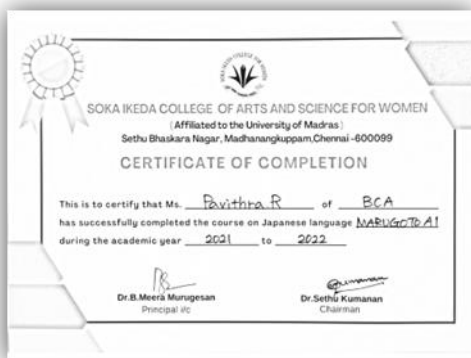 SOKA IKEDA COLLEGE OF ARTS AND SCIENCE FOR WOMEN
(Affiliated to the University of Madras)
Sethu Bhaskara Nagar, Madhanangkuppam,Chennai-600099
CERTIFICATE OF COMPLETION
This is to certify that Ms. Pavithra R of BCA
has successfully completed the course on Japanese language MARUGOTO A1
during the academic year 2021 to 2022
Dr.B.Meera Murugesan
Principal i/c
Dr.Sethu Kumanan
Chairman